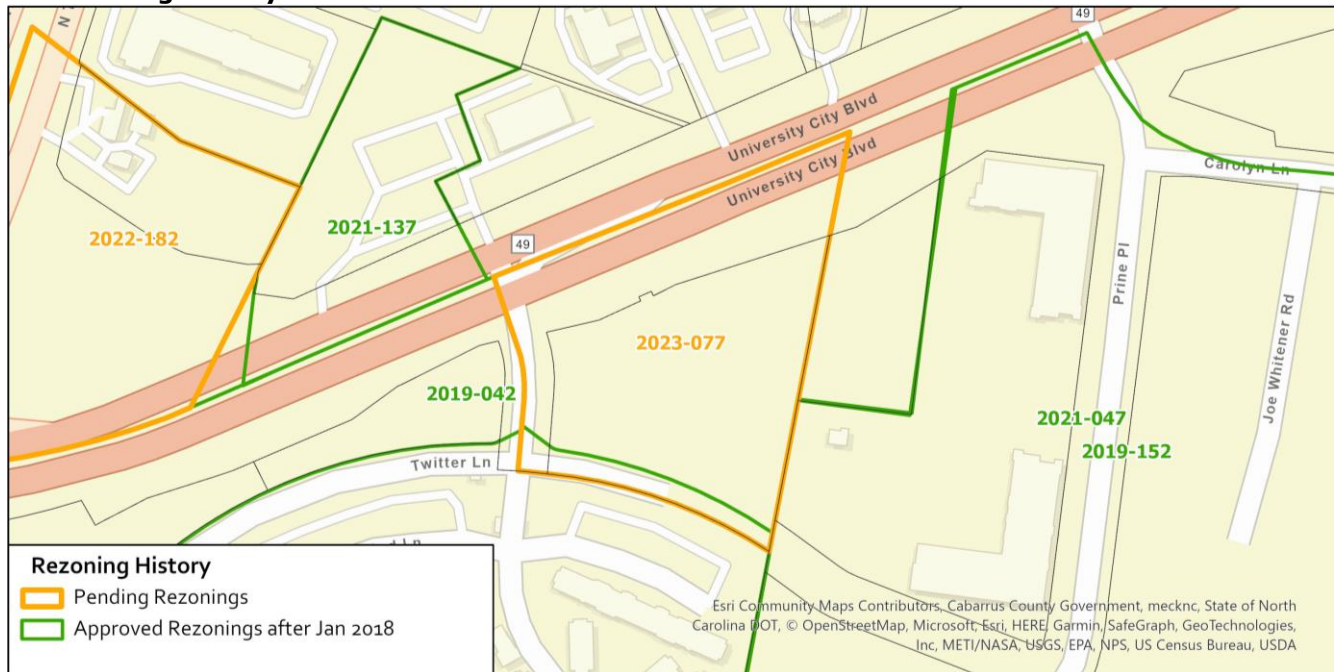 49
N
University City Blvd
University City Blvd
Carolyn Ln
2022-182
2021-137
49
Prine Pl
Joe Whitener Rd
2023-077
2019-042
2021-047
2019-152
Twitter Ln
Ln
Rezoning History
Pending Rezonings
Approved Rezonings after Jan 2018
Esri Community Maps Contributors, Cabarrus County Government, mecknc, State of North
Carolina DOT, © OpenStreetMap, Microsoft, Esri, HERE, Garmin, SafeGraph, GeoTechnologies,
Inc, METI/NASA, USGS, EPA, NPS, US Census Bureau, USDA